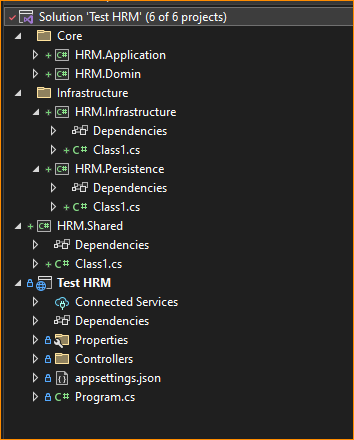 Solution 'Test HRM' (6 of 6 projects)
Core
HRM.Application
HRM.Domin
Infrastructure
HRM.Infrastructure
Dependencies
Class1.cs
HRM.Persistence
Dependencies
Class1.cs
HRM.Shared
Dependencies
Class1.cs
Test HRM
Connected Services
Dependencies
Properties
Controllers
appsettings.json
Program.cs